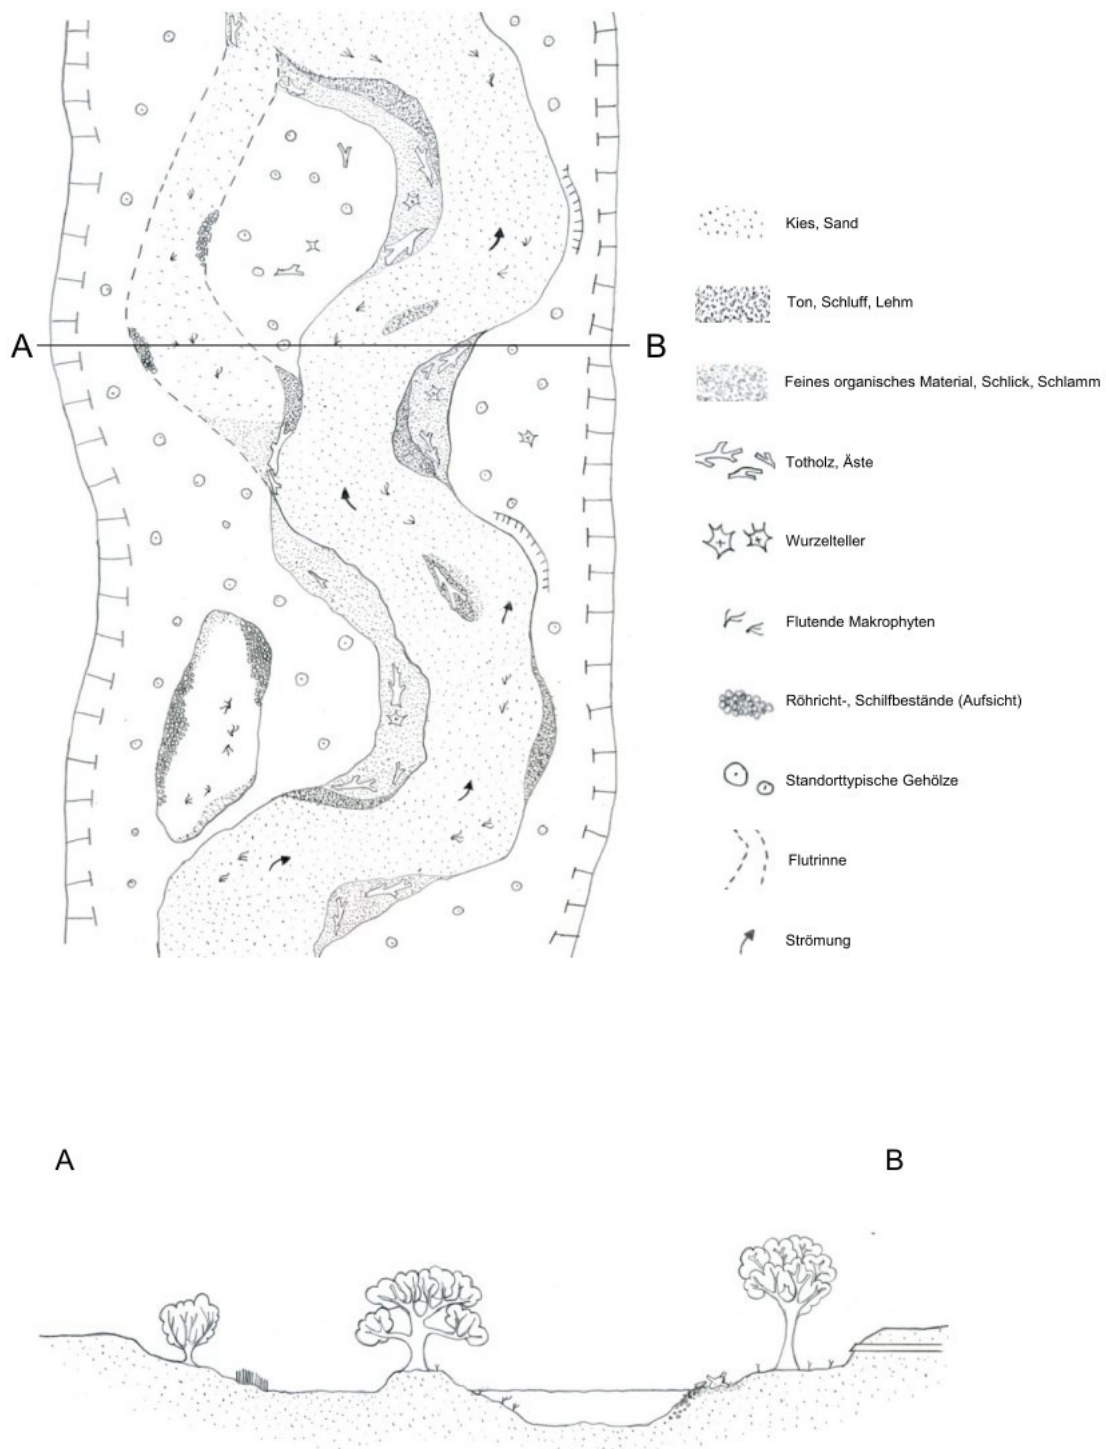 Kies, Sand
Ton, Schluff, Lehm
A B
Feines organisches Material, Schlick, Schlamm
Totholz, Äste
Wurzelteller
Flutende Makrophyten
Röhricht-, Schilfbestände (Aufsicht)
Standorttypische Gehölze
Flutrinne
Strömung
A B